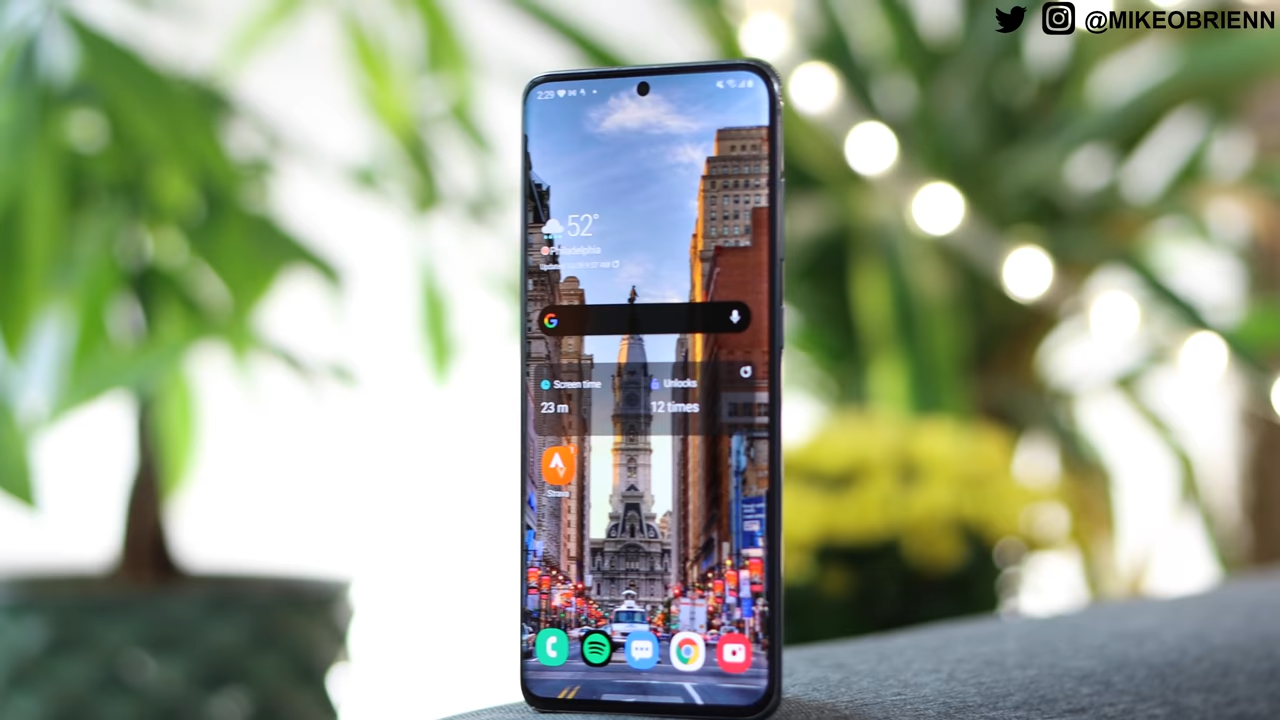 @MIKEOBRIENN
2:29
52°
Philadelphia
Screen time
Unlocks
23 m
12 times
Strava